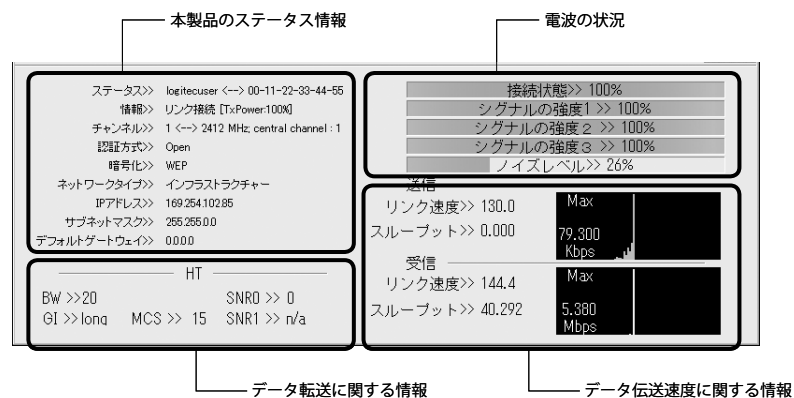 本製品のステータス情報
電波の状況
ステータス>> logitecuser <--> 00-11-22-33-44-55
情報>> リンク接続 [TxPower:100%]
チャンネル>> 1 <--> 2412 MHz; central channel : 1
認証方式>> Open
暗号化>> WEP
ネットワークタイプ>> インフラストラクチャー
IPアドレス>> 169.254.102.85
サブネットマスク>> 255.255.0.0
デフォルトゲートウェイ>> 0.0.0.0
接続状態>> 100%
シグナルの強度1 >> 100%
シグナルの強度2 >> 100%
シグナルの強度3 >> 100%
ノイズレベル>> 26%
HT
BW >>20 SNR0 >> 0
GI >>long MCS >> 15 SNR1 >> n/a
送信
リンク速度>> 130.0
スループット>> 0.000
Max
79.300
Kbps
受信
リンク速度>> 144.4
スループット>> 40.292
Max
5.380
Mbps
データ転送に関する情報
データ伝送速度に関する情報